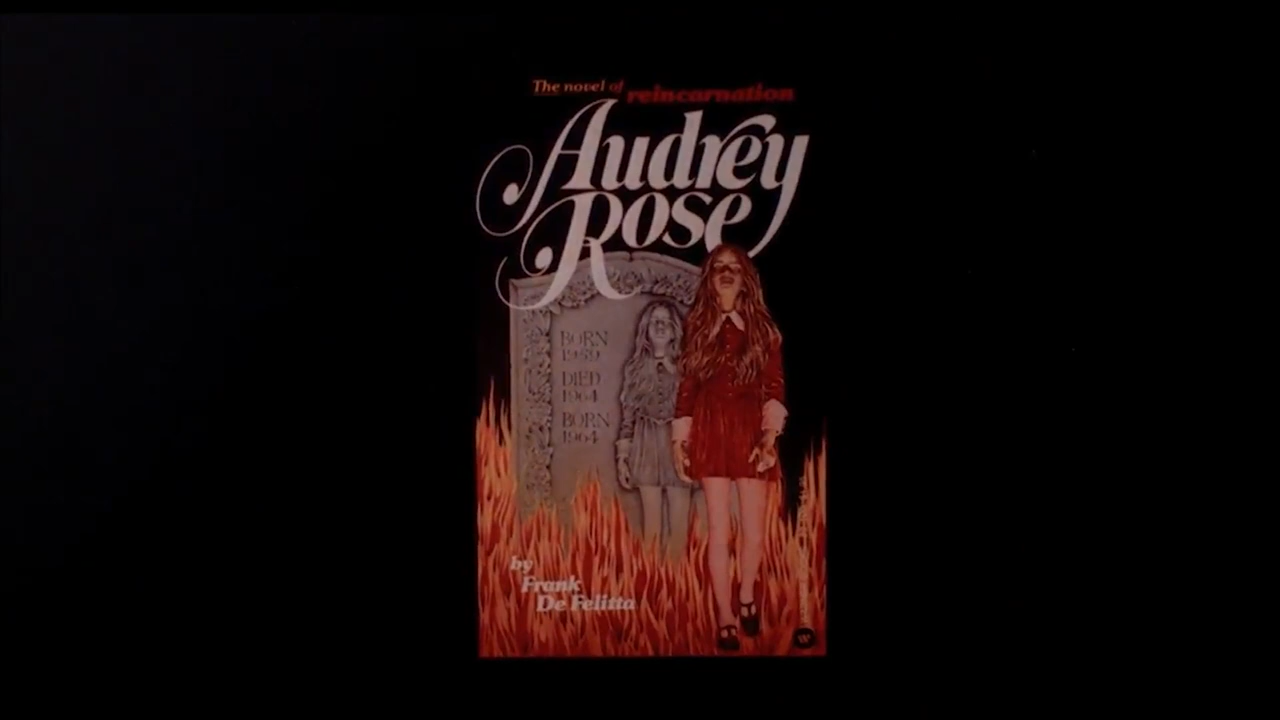 The novel of reincarnation
Audrey
Rose
BORN
1959
DIED
1964
BORN
1964
by
Frank
De Felitta
W